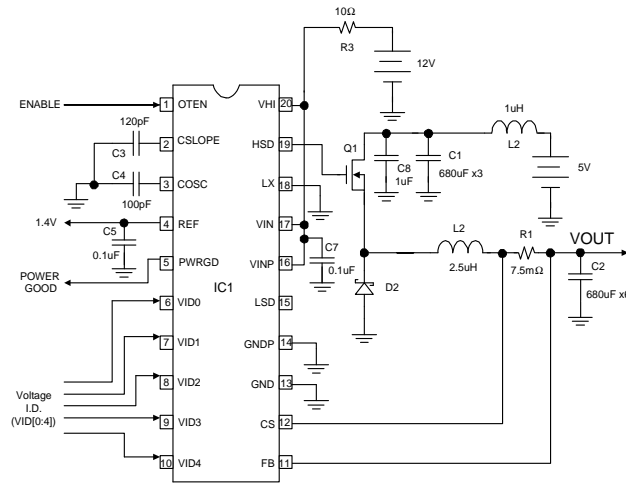 10Ω
R3
12V
ENABLE
1 OTEN
VHI 20
120pF
C3
2 CSLOPE
HSD 19
Q1
C8
1uF
C1
680uF x3
1uH
L2
5V
C4
100pF
3 COSC
LX 18
1.4V
4 REF
VIN 17
C5
0.1uF
5 PWRGD
VINP 16
C7
0.1uF
L2
2.5uH
R1
7.5mΩ
VOUT
C2
680uF x6
POWER
GOOD
IC1
D2
6 VID0
LSD 15
7 VID1
GNDP 14
8 VID2
GND 13
Voltage
I.D.
(VID[0:4])
9 VID3
CS 12
10 VID4
FB 11